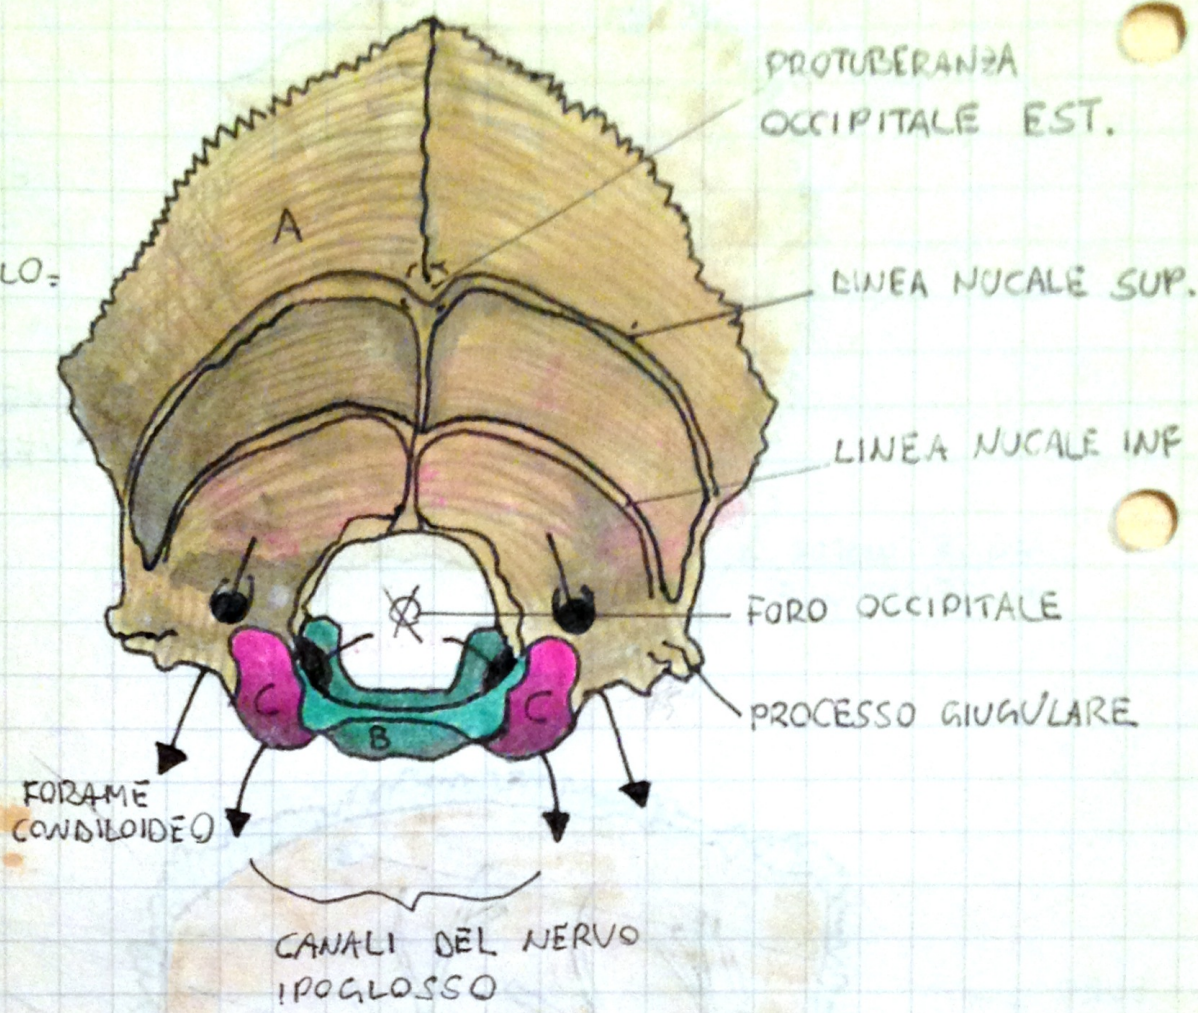 PROTUBERANZA
OCCIPITALE EST.
A
LO=
LINEA NUCALE SUP.
LINEA NUCALE INF
FORO OCCIPITALE
C
C
B
PROCESSO GIUGULARE
FORAME
CONDILOIDEO
CANALI DEL NERVO
IPOGLOSSO